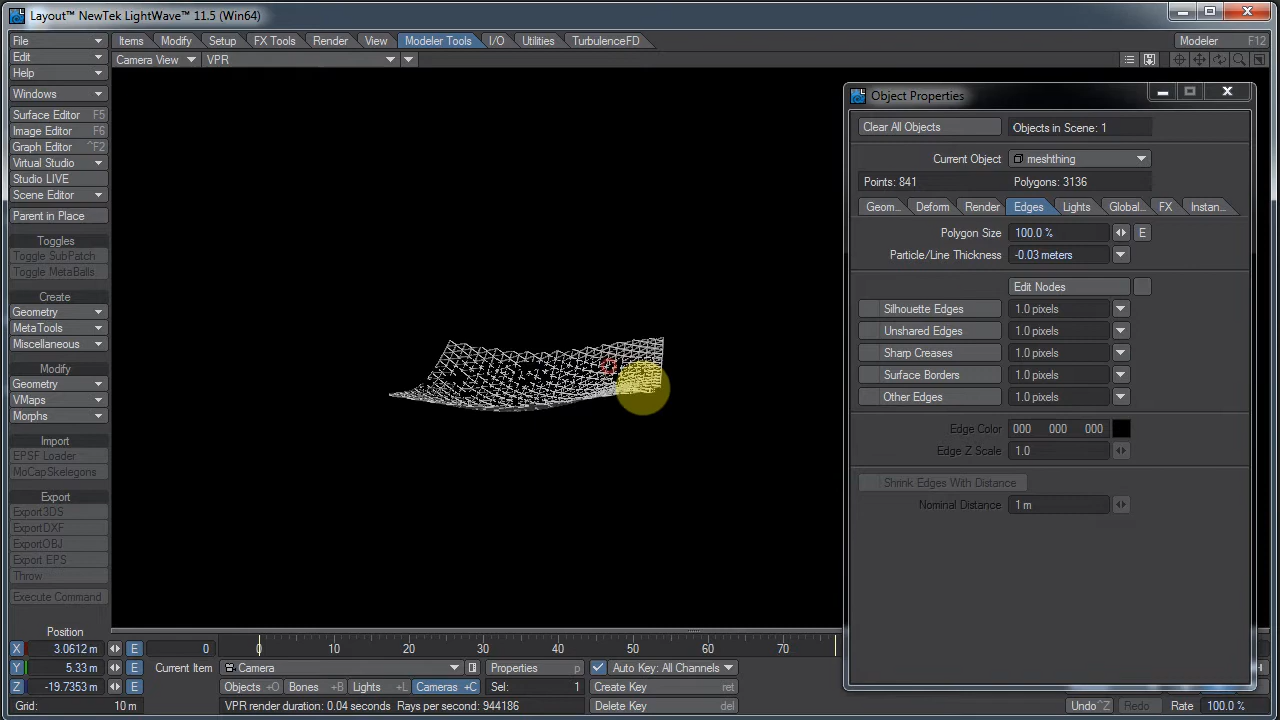 Layout™ NewTek LightWave™ 11.5 (Win64)
File Items Modify Setup FX Tools Render View Modeler Tools I/O Utilities TurbulenceFD Modeler F12
Edit Camera View VPR
Help
Windows
Surface Editor F5
Image Editor F6
Graph Editor ^F2
Virtual Studio
Studio LIVE
Scene Editor
Parent in Place
Toggles
Toggle SubPatch
Toggle MetaBalls
Create
Geometry
MetaTools
Miscellaneous
Modify
Geometry
VMaps
Morphs
Import
EPSF Loader
MoCapSkelegons
Export
Export3DS
ExportDXF
ExportOBJ
Export EPS
Throw
Execute Command
Object Properties
Clear All Objects Objects in Scene: 1
Current Object meshthing
Points: 841 Polygons: 3136
Geom... Deform Render Edges Lights Global... FX Instan...
Polygon Size 100.0 % E
Particle/Line Thickness -0.03 meters
Edit Nodes
Silhouette Edges 1.0 pixels
Unshared Edges 1.0 pixels
Sharp Creases 1.0 pixels
Surface Borders 1.0 pixels
Other Edges 1.0 pixels
Edge Color 000 000 000
Edge Z Scale 1.0
Shrink Edges With Distance
Nominal Distance 1 m
Position
X 3.0612 m E 0 0 10 20 30 40 50 60 70
Y 5.33 m E Current Item Camera Properties p Auto Key: All Channels
Z -19.7353 m E Objects +O Bones +B Lights +L Cameras +C Sel: 1 Create Key ret
Grid: 10 m VPR render duration: 0.04 seconds Rays per second: 944186 Delete Key del Undo ^Z Redo Rate 100.0 %